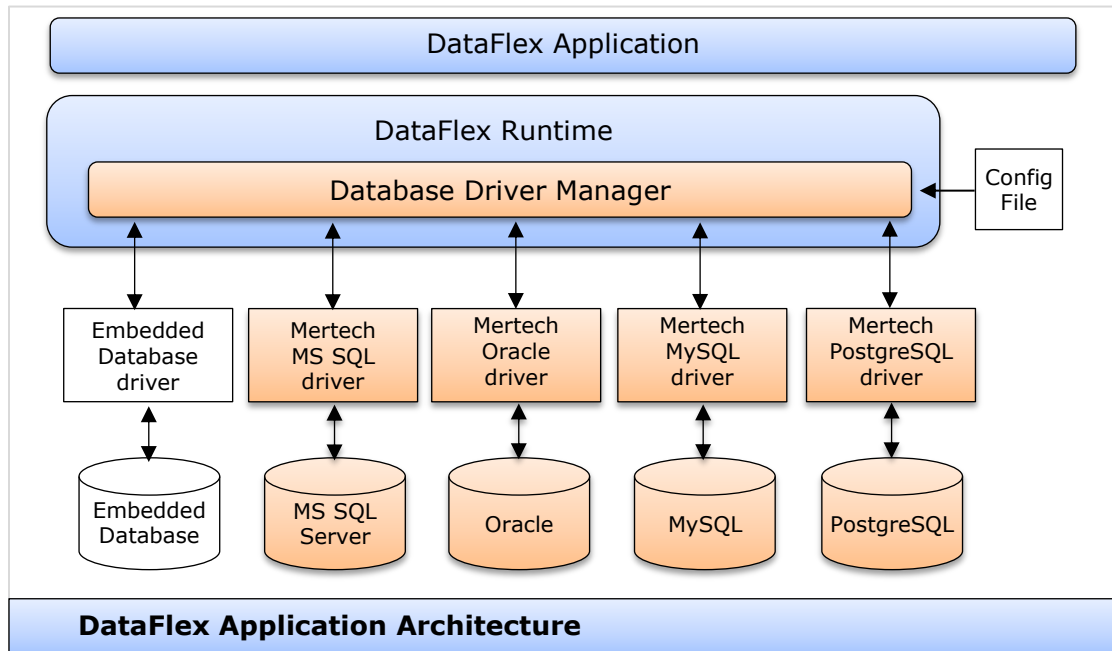 DataFlex Application
DataFlex Runtime
Database Driver Manager
Config
File
Embedded
Database
driver
Mertech
MS SQL
driver
Mertech
Oracle
driver
Mertech
MySQL
driver
Mertech
PostgreSQL
driver
Embedded
Database
MS SQL
Server
Oracle
MySQL
PostgreSQL
DataFlex Application Architecture